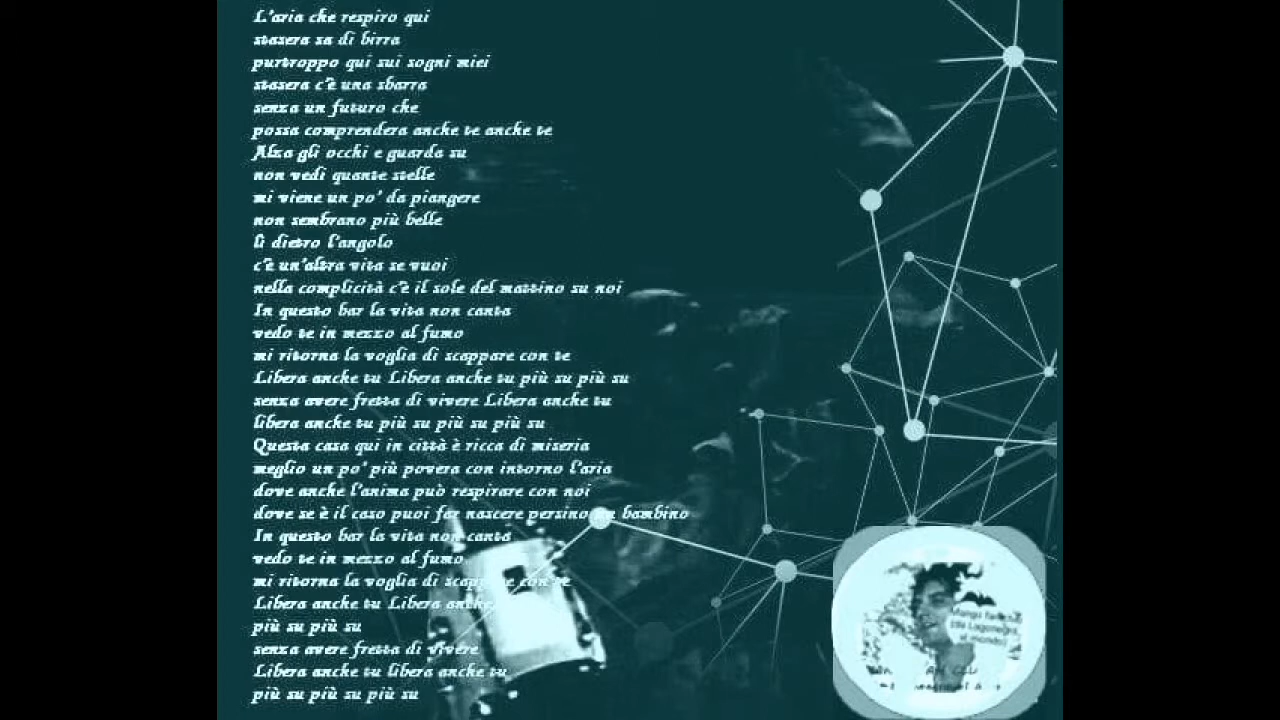 L'aria che respiro qui
stasera sa di birra
purtroppo qui sui sogni miei
stasera c'è una sbarra
senza un futuro che
possa comprendera anche te anche te
Alza gli occhi e guarda su
non vedi quante stelle
mi viene un po' da piangere
non sembrano più belle
lì dietro l'angolo
c'è un'altra vita se vuoi
nella complicità c'è il sole del mattino su noi
In questo bar la vita non canta
vedo te in mezzo al fumo
mi ritorna la voglia di scappare con te
Libera anche tu Libera anche tu più su più su
senza avere fretta di vivere Libera anche tu
libera anche tu più su più su più su
Questa casa qui in città è ricca di miseria
meglio un po' più povera con intorno l'aria
dove anche l'anima può respirare con noi
dove se è il caso puoi far nascere persino un bambino
In questo bar la vita non canta
vedo te in mezzo al fumo
mi ritorna la voglia di scappare con te
Libera anche tu Libera anche
più su più su
senza avere fretta di vivere
Libera anche tu libera anche tu
più su più su più su
Mango
Lagonegro
il mondo